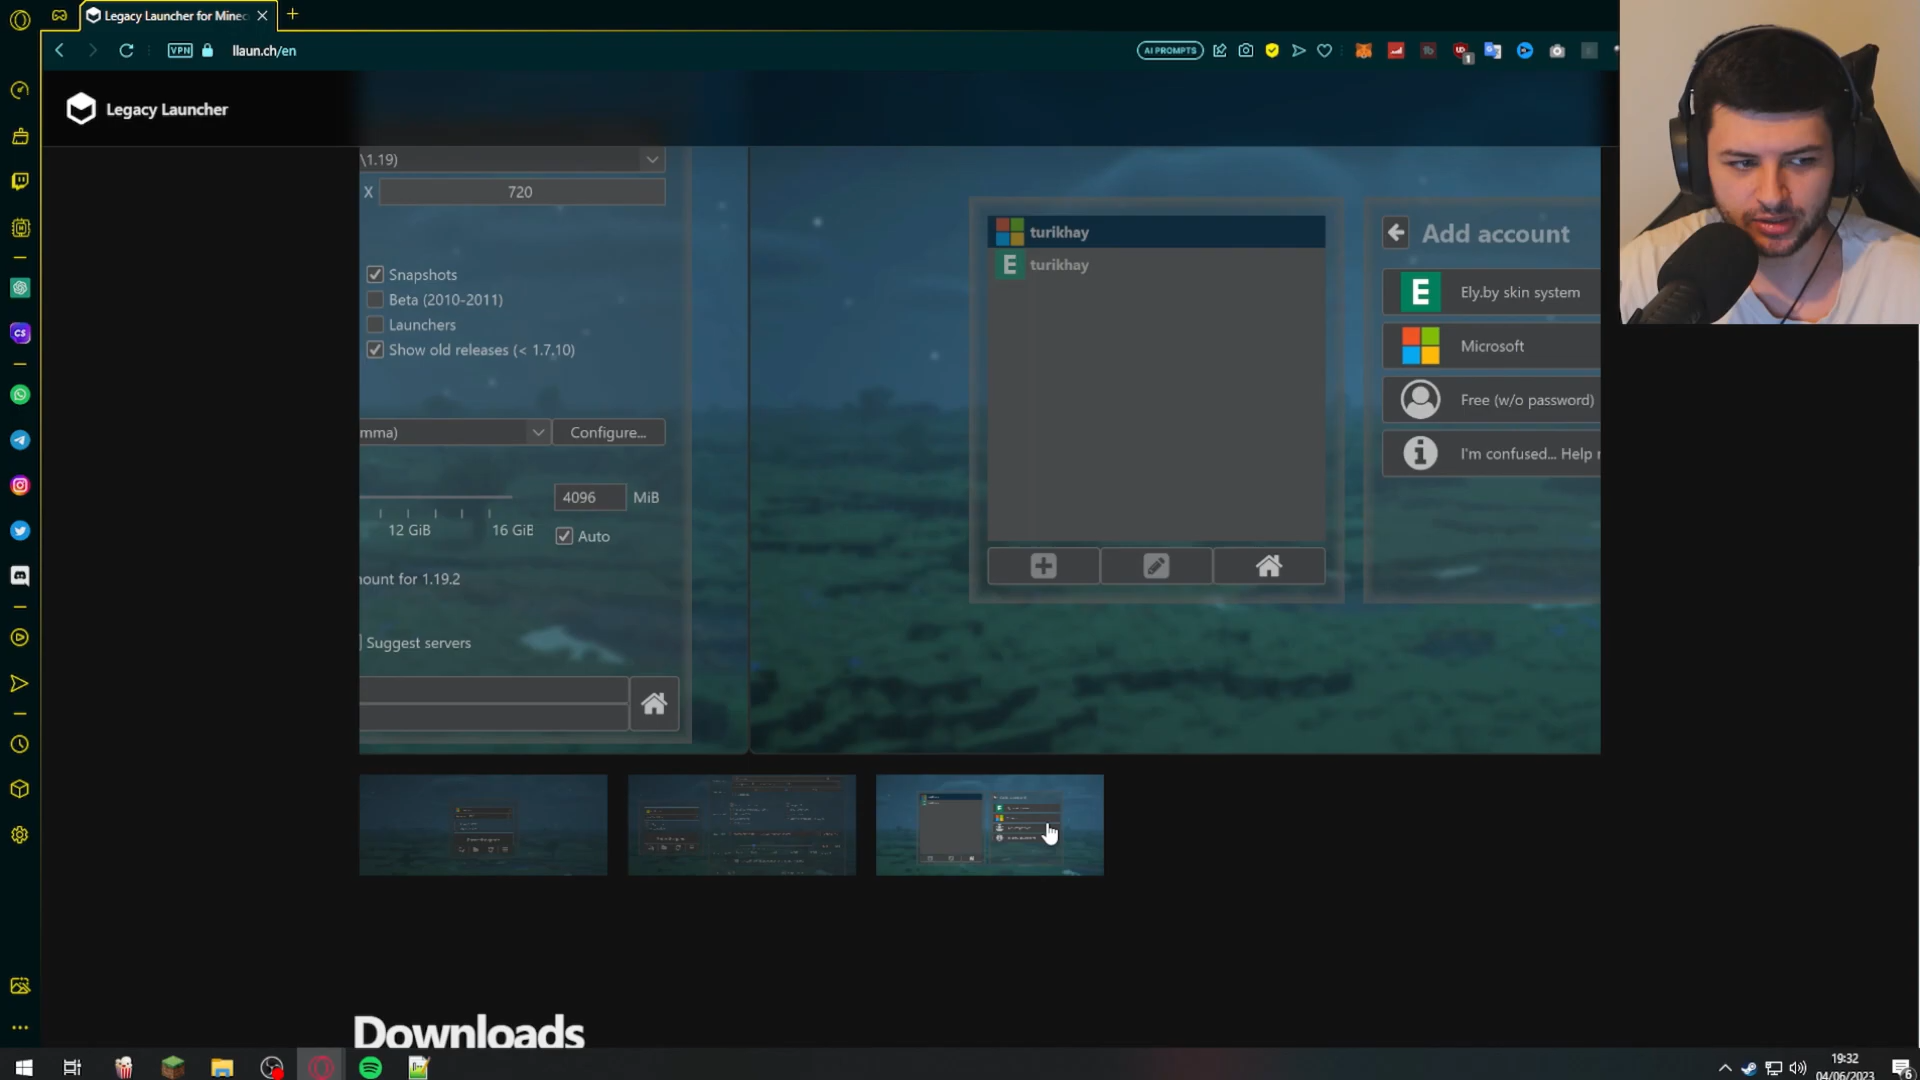 Legacy Launcher for Minec
VPN
llaun.ch/en
AI PROMPTS
Legacy Launcher
\1.19)
X 720
Snapshots
Beta (2010-2011)
Launchers
Show old releases (< 1.7.10)
mma)
Configure...
4096 MiB
12 GiB 16 GiB
Auto
ount for 1.19.2
Suggest servers
turikhay
E turikhay
Add account
E Ely.by skin system
Microsoft
Free (w/o password)
I'm confused... Help
Downloads
19:32
04/06/2023